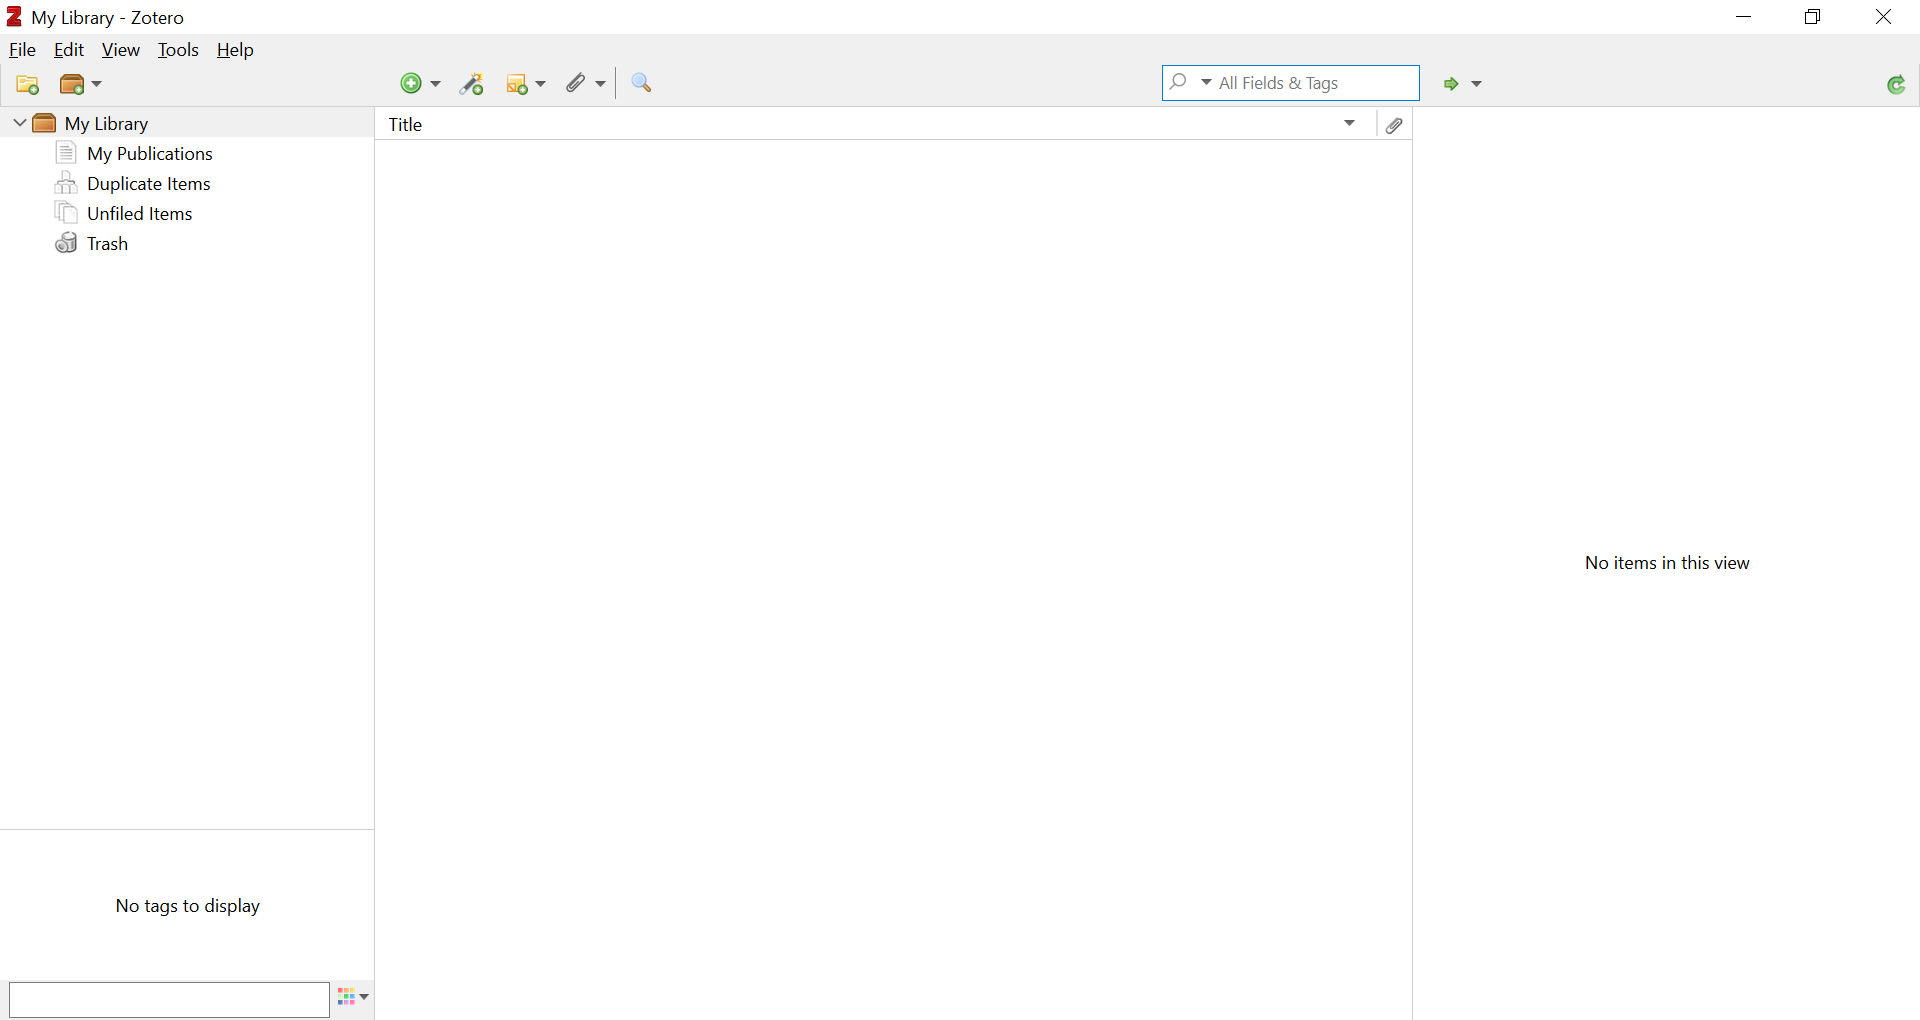 My Library - Zotero
File Edit View Tools Help
All Fields & Tags
My Library
My Publications
Duplicate Items
Unfiled Items
Trash
Title
No items in this view
No tags to display